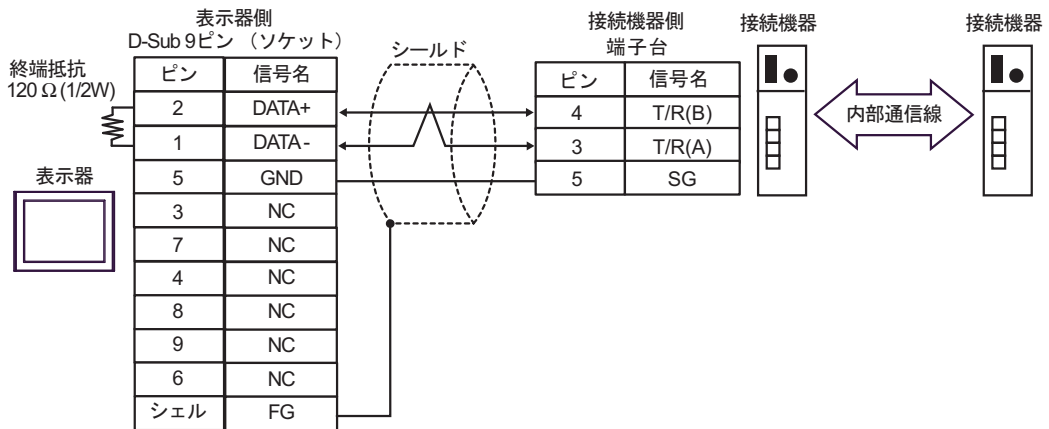 表示器側
D-Sub 9ピン （ソケット）
シールド
接続機器側
端子台
接続機器
接続機器
終端抵抗
120 Ω (1/2W)
ピン 信号名
2 DATA+
1 DATA-
5 GND
3 NC
7 NC
4 NC
8 NC
9 NC
6 NC
シェル FG
表示器
ピン 信号名
4 T/R(B)
3 T/R(A)
5 SG
内部通信線